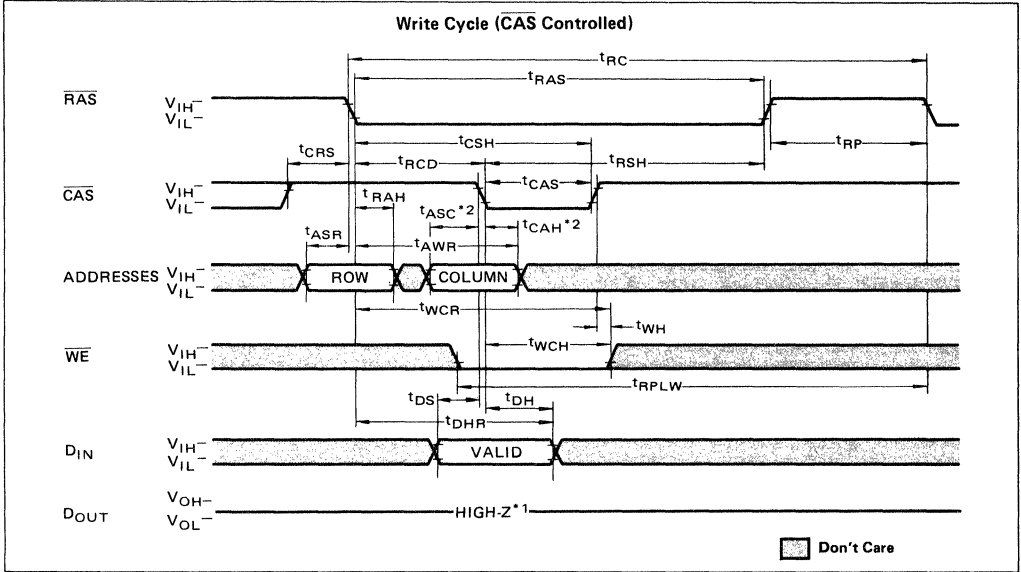 Write Cycle (CAS Controlled)
tRC
tRAS
RAS
VIH–
VIL–
tCSH
tRP
tCRS
tRCD
tRSH
CAS
VIH–
VIL–
tCAS
tRAH
tASC*2
tCAH*2
tASR
tAWR
ADDRESSES VIH–
VIL–
ROW
COLUMN
tWCR
tWH
WE
VIH–
VIL–
tWCH
tRPLW
tDS
tDH
tDHR
DIN
VIH–
VIL–
VALID
DOUT
VOH–
VOL–
HIGH-Z*1
Don't Care